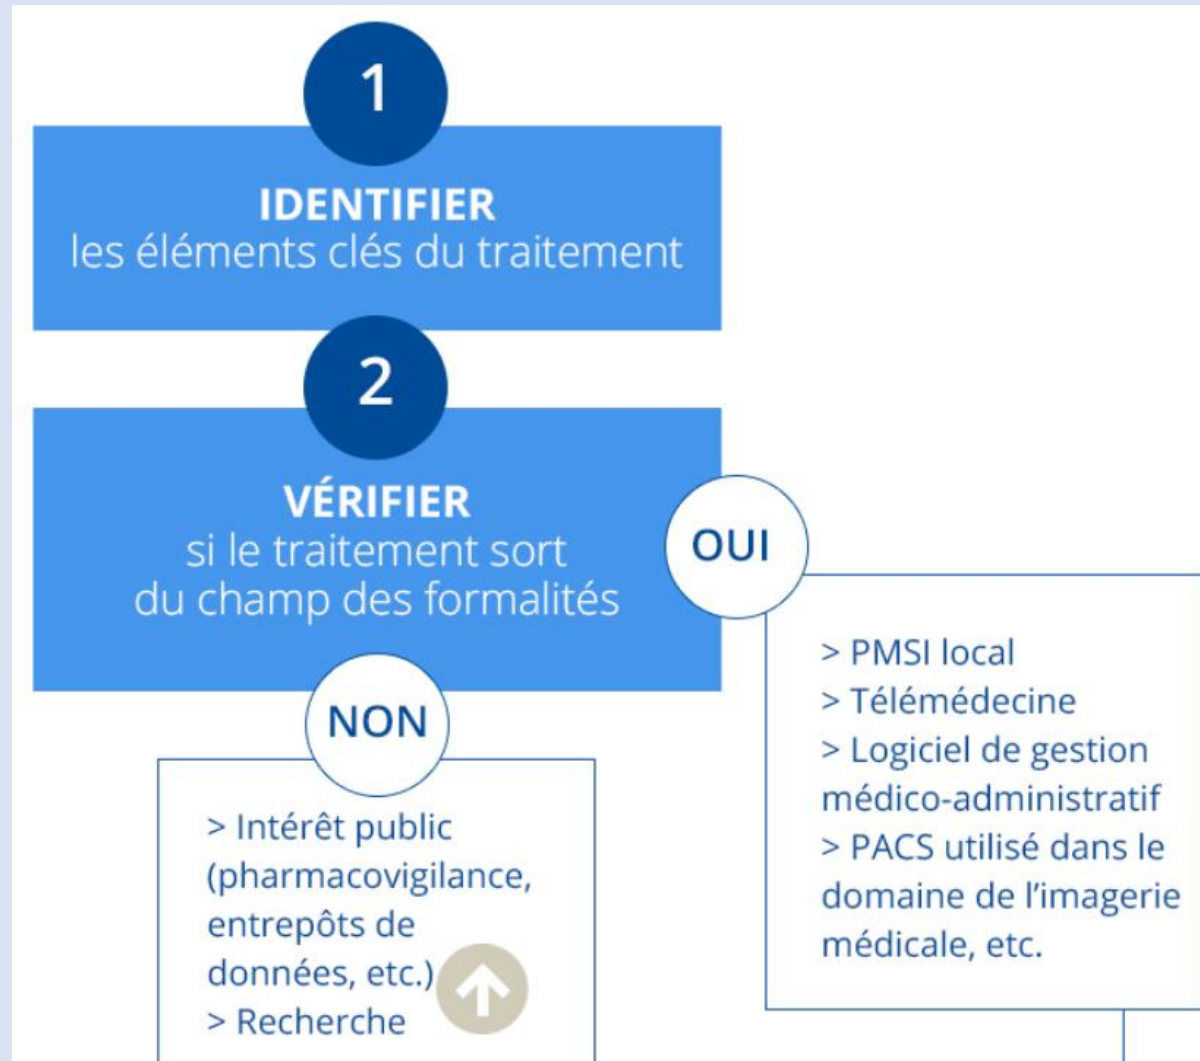 1
IDENTIFIER
les éléments clés du traitement
2
VÉRIFIER
si le traitement sort
du champ des formalités
OUI
> PMSI local
> Télémédecine
> Logiciel de gestion
médico-administratif
> PACS utilisé dans le
domaine de l'imagerie
médicale, etc.
NON
> Intérêt public
(pharmacovigilance,
entrepôts de
données, etc.)
> Recherche